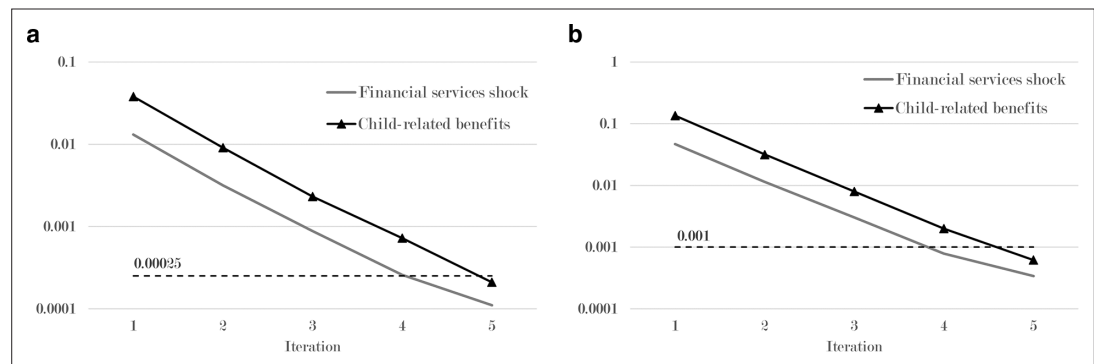 a
0.1
0.01
0.001
0.0001
Financial services shock
Child-related benefits
0.00025
1 2 3 4 5
Iteration
b
1
0.1
0.01
0.001
0.0001
Financial services shock
Child-related benefits
0.001
1 2 3 4 5
Iteration